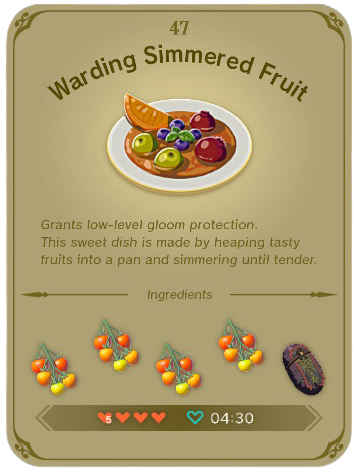 47
Warding Simmered Fruit
Grants low-level gloom protection.
This sweet dish is made by heaping tasty
fruits into a pan and simmering until tender.
Ingredients
5 04:30